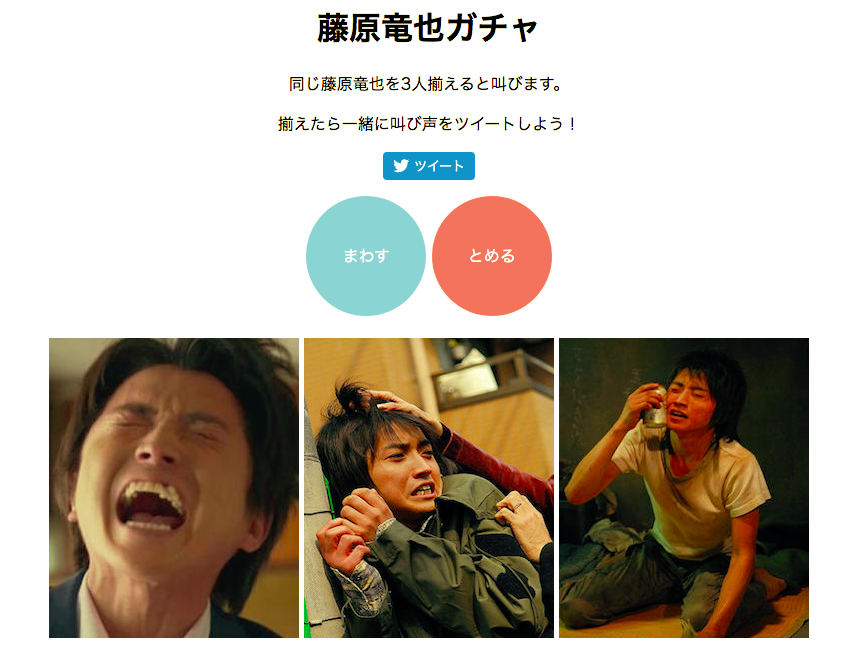 藤原竜也ガチャ
同じ藤原竜也を3人揃えると叫びます。
揃えたら一緒に叫び声をツイートしよう！
ツイート
まわす
とめる